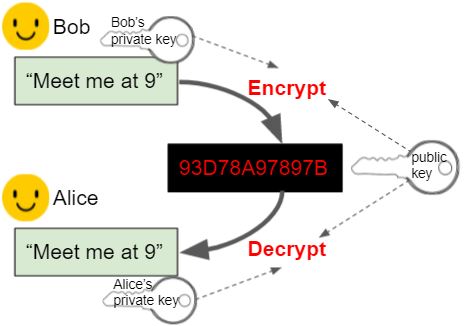 Bob
Bob's
private key
“Meet me at 9”
Encrypt
93D78A97897B
public
key
Alice
“Meet me at 9”
Decrypt
Alice's
private key